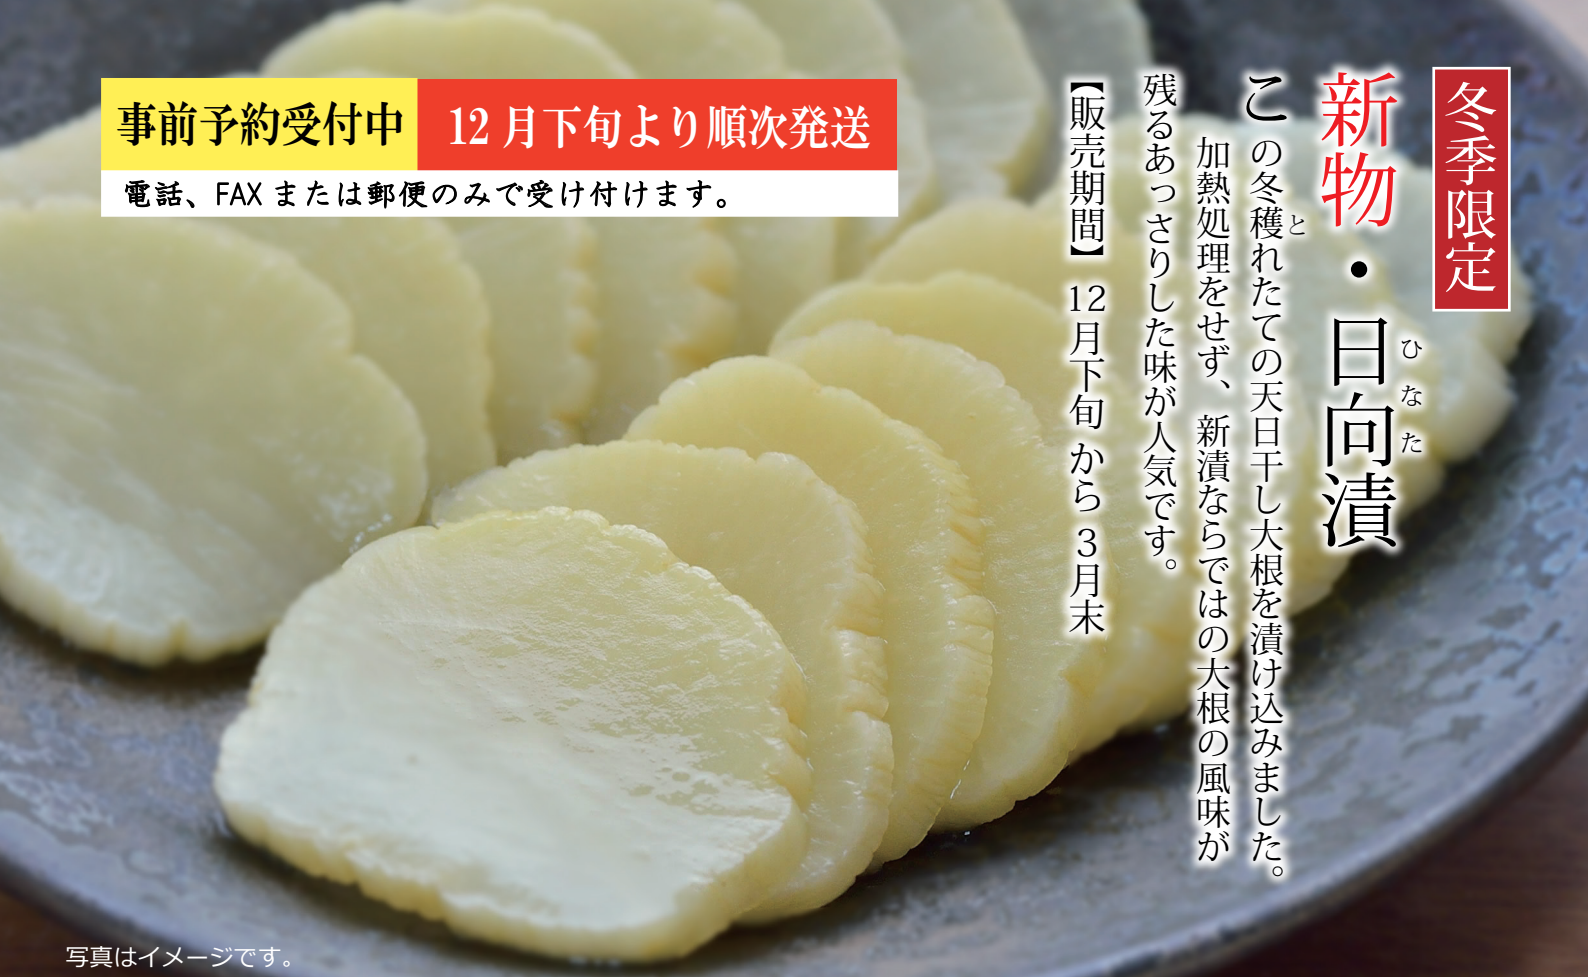 冬季限定
新物・日向漬
ひなた
この冬穫れたての天日干し大根を漬け込みました。
と
加熱処理をせず、新漬ならではの大根の風味が
残るあっさりした味が人気です。
【販売期間】12月下旬から3月末
事前予約受付中
12月下旬より順次発送
電話、FAXまたは郵便のみで受け付けます。
写真はイメージです。